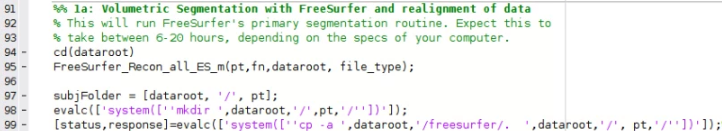 91 %% 1a: Volumetric Segmentation with FreeSurfer and realignment of data
92 % This will run FreeSurfer's primary segmentation routine. Expect this to
93 % take between 6-20 hours, depending on the specs of your computer.
94 - cd(dataroot)
95 - FreeSurfer_Recon_all_ES_m(pt,fn,dataroot, file_type);
96
97 - subjFolder = [dataroot, '/', pt];
98 - evalc(['system([''mkdir ',dataroot,'/',pt,'/''])']);
99 - [status,response]=evalc(['system([''cp -a ',dataroot,'/freesurfer/.  ',dataroot,'/', pt,'/''])']);